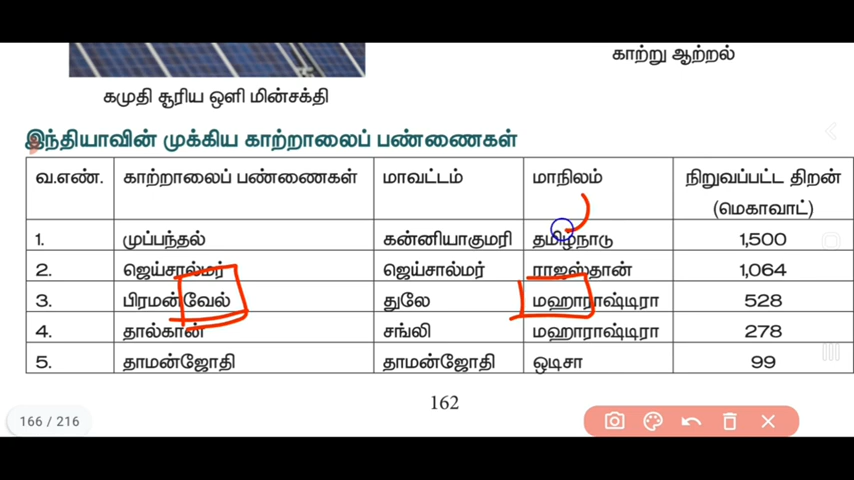 காற்று ஆற்றல்
கமுதி சூரிய ஒளி மின்சக்தி
இந்தியாவின் முக்கிய காற்றாலைப் பண்ணைகள்
வ.எண். காற்றாலைப் பண்ணைகள் மாவட்டம் மாநிலம் நிறுவப்பட்ட திறன் (மெகாவாட்)
1. முப்பந்தல் கன்னியாகுமரி தமிழ்நாடு 1,500
2. ஜெய்சால்மர் ஜெய்சால்மர் ராஜஸ்தான் 1,064
3. பிரமன்வேல் துலே மஹாராஷ்டிரா 528
4. தால்கான் சங்லி மஹாராஷ்டிரா 278
5. தாமன்ஜோதி தாமன்ஜோதி ஒடிசா 99
162
166 / 216